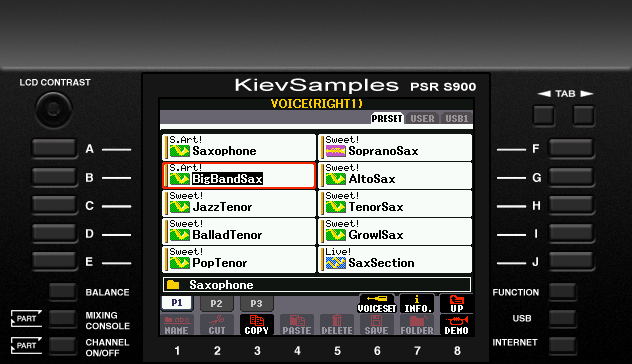 LCD CONTRAST
KievSamples PSR S900
TAB
VOICE(RIGHT1)
PRESET USER USB1
A
S.Art!
Saxophone
Sweet!
SopranoSax
F
B
S.Art!
BigBandSax
Sweet!
AltoSax
G
C
Sweet!
JazzTenor
Sweet!
TenorSax
H
D
Sweet!
BalladTenor
Sweet!
GrowlSax
I
E
Sweet!
PopTenor
Live!
SaxSection
J
Saxophone
BALANCE
P1 P2 P3 VOICESET INFO. UP
FUNCTION
PART
MIXING
CONSOLE
NAME CUT COPY PASTE DELETE SAVE FOLDER DEMO
USB
PART
CHANNEL
ON/OFF
INTERNET
1 2 3 4 5 6 7 8